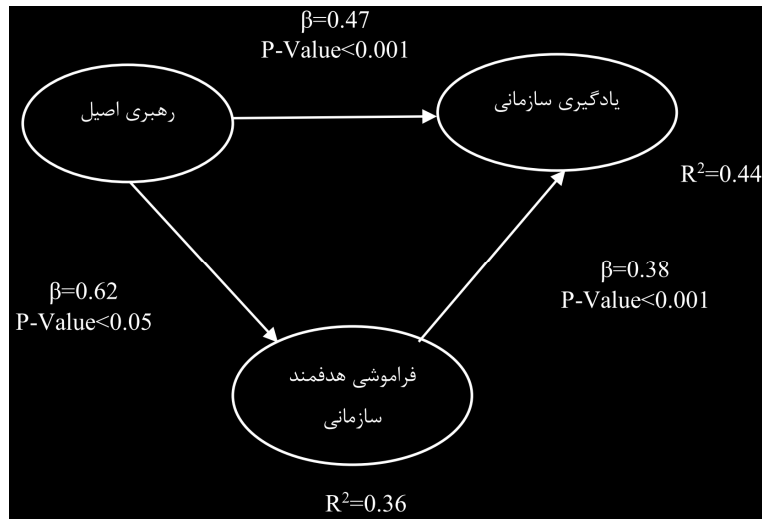 β=0.47
P-Value<0.001
رهبری اصیل
یادگیری سازمانی
R²=0.44
β=0.62
P-Value<0.05
β=0.38
P-Value<0.001
فراموشی هدفمند
سازمانی
R²=0.36